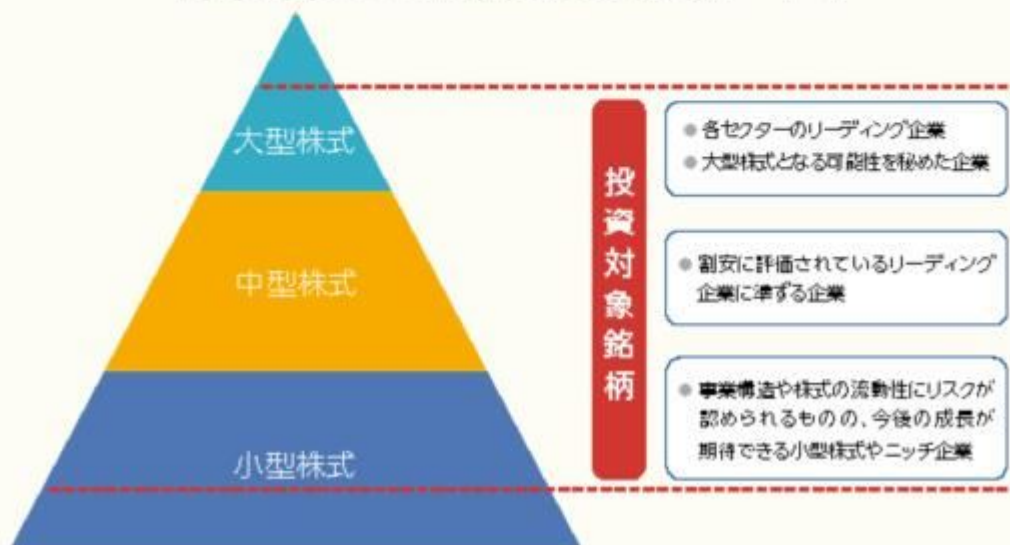 大型株式
中型株式
小型株式
投資対象銘柄
● 各セクターのリーディング企業
● 大型株式となる可能性を秘めた企業
● 割安に評価されているリーディング
企業に準ずる企業
● 事業構造や株式の流動性にリスクが
認められるものの、今後の成長が
期待できる小型株式やニッチ企業